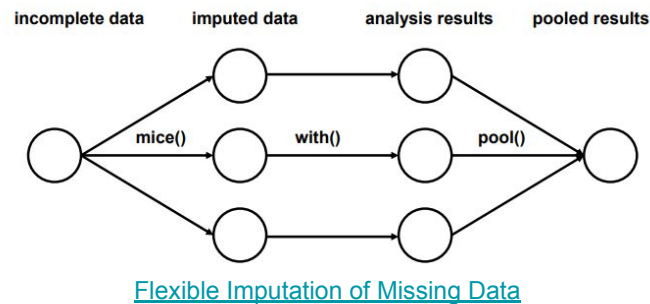 incomplete data imputed data analysis results pooled results
mice() with() pool()
Flexible Imputation of Missing Data